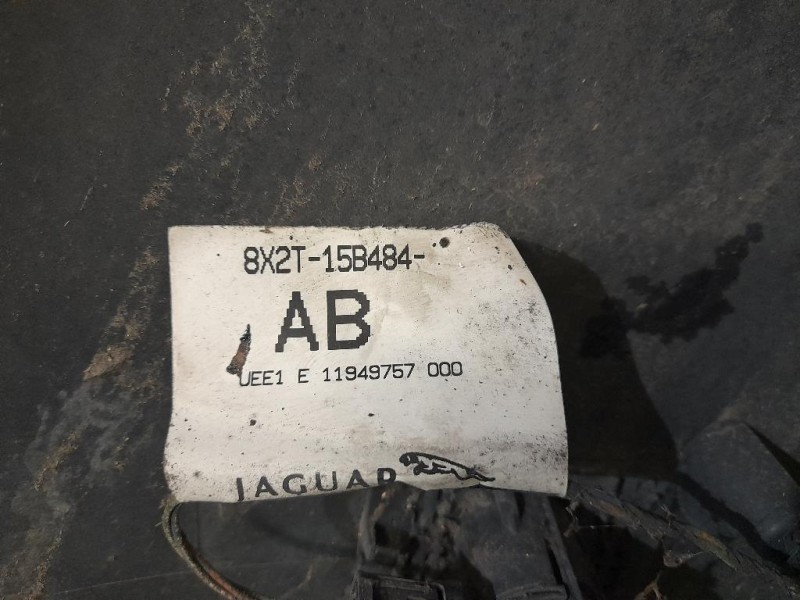 8X2T-15B484-
AB
UEE1 E 11949757 000
JAGUAR